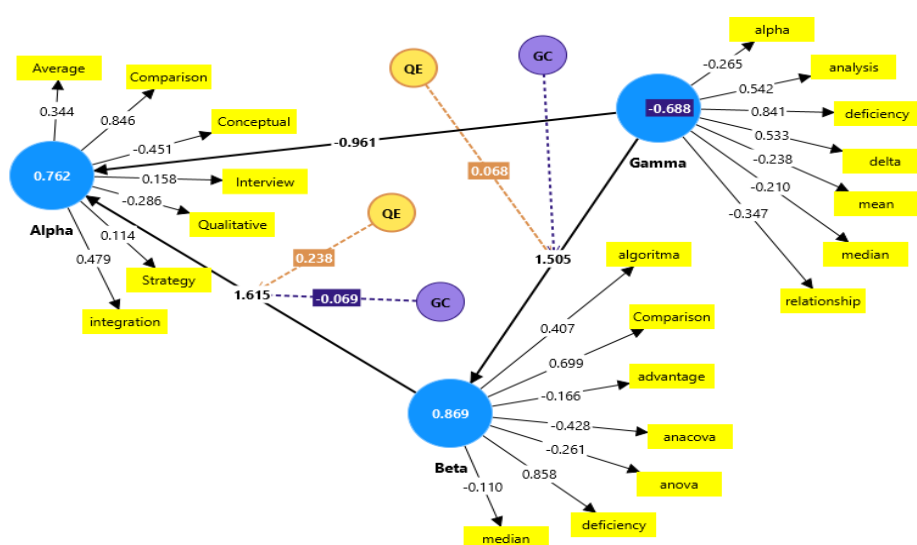 Average
0.344
Comparison
0.846
Conceptual
-0.451
Interview
0.158
Qualitative
-0.286
Strategy
0.114
integration
0.479
0.762
Alpha
-0.961
QE
0.068
GC
1.505
QE
0.238
GC
-0.069
1.615
-0.688
Gamma
alpha
-0.265
analysis
0.542
deficiency
0.841
delta
0.533
mean
-0.238
median
-0.210
relationship
-0.347
0.869
Beta
algoritma
0.407
Comparison
0.699
advantage
-0.166
anacova
-0.428
anova
-0.261
deficiency
0.858
median
-0.110